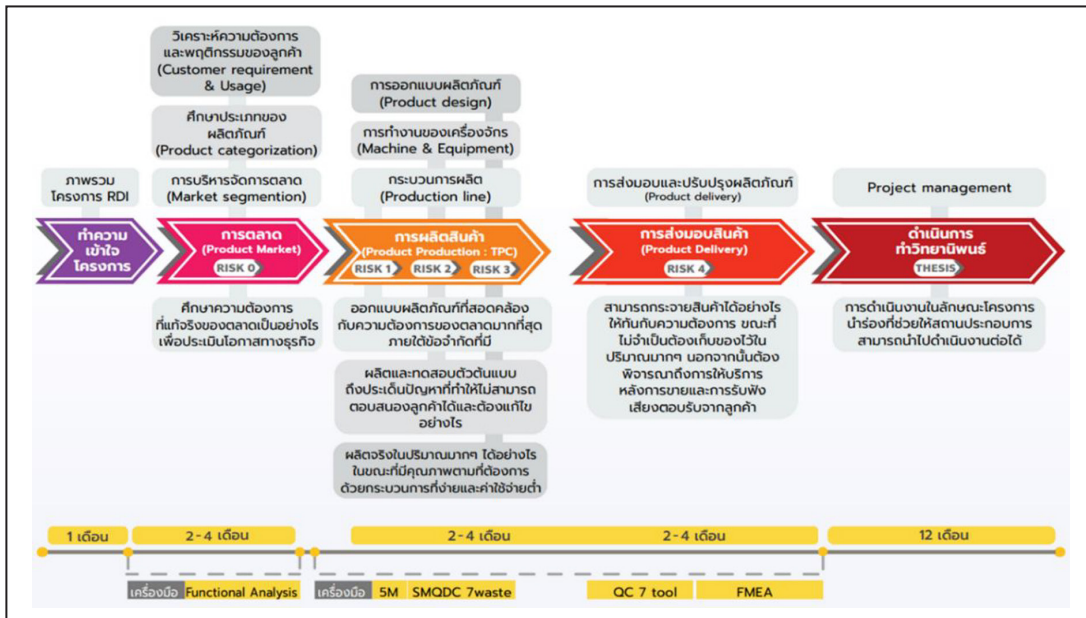 วิเคราะห์ความต้องการ
และพฤติกรรมของลูกค้า
(Customer requirement
& Usage)
ศึกษาประเภทของ
ผลิตภัณฑ์
(Product categorization)
การบริหารจัดการตลาด
(Market segmention)
การออกแบบผลิตภัณฑ์
(Product design)
การทำงานของเครื่องจักร
(Machine & Equipment)
กระบวนการผลิต
(Production line)
ภาพรวม
โครงการ RDI
การส่งมอบและปรับปรุงผลิตภัณฑ์
(Product delivery)
Project management
ทำความ
เข้าใจ
โครงการ
การตลาด
(Product Market)
RISK 0
การผลิตสินค้า
(Product Production : TPC)
RISK 1 RISK 2 RISK 3
การส่งมอบสินค้า
(Product Delivery)
RISK 4
ดำเนินการ
ทำวิทยานิพนธ์
THESIS
ศึกษาความต้องการ
ที่แท้จริงของตลาดเป็นอย่างไร
เพื่อประเมินโอกาสทางธุรกิจ
ออกแบบผลิตภัณฑ์ที่สอดคล้อง
กับความต้องการของตลาดมากที่สุด
ภายใต้ข้อจำกัดที่มี
ผลิตและทดสอบตัวต้นแบบ
ถึงประเด็นปัญหาที่ทำให้ไม่สามารถ
ตอบสนองลูกค้าได้และต้องแก้ไข
อย่างไร
ผลิตจริงในปริมาณมากๆ ได้อย่างไร
ในขณะที่มีคุณภาพตามที่ต้องการ
ด้วยกระบวนการที่ง่ายและค่าใช้จ่ายต่ำ
สามารถกระจายสินค้าได้อย่างไร
ให้ทันกับความต้องการ ขณะที่
ไม่จำเป็นต้องเก็บของไว้ใน
ปริมาณมากๆ นอกจากนั้นต้อง
พิจารณาถึงการให้บริการ
หลังการขายและการรับฟัง
เสียงตอบรับจากลูกค้า
การดำเนินงานในลักษณะโครงการ
นำร่องที่ช่วยให้สถานประกอบการ
สามารถนำไปดำเนินงานต่อได้
1 เดือน
2-4 เดือน
2-4 เดือน
2-4 เดือน
12 เดือน
เครื่องมือ Functional Analysis
เครื่องมือ 5M SMQDC 7waste
QC 7 tool
FMEA